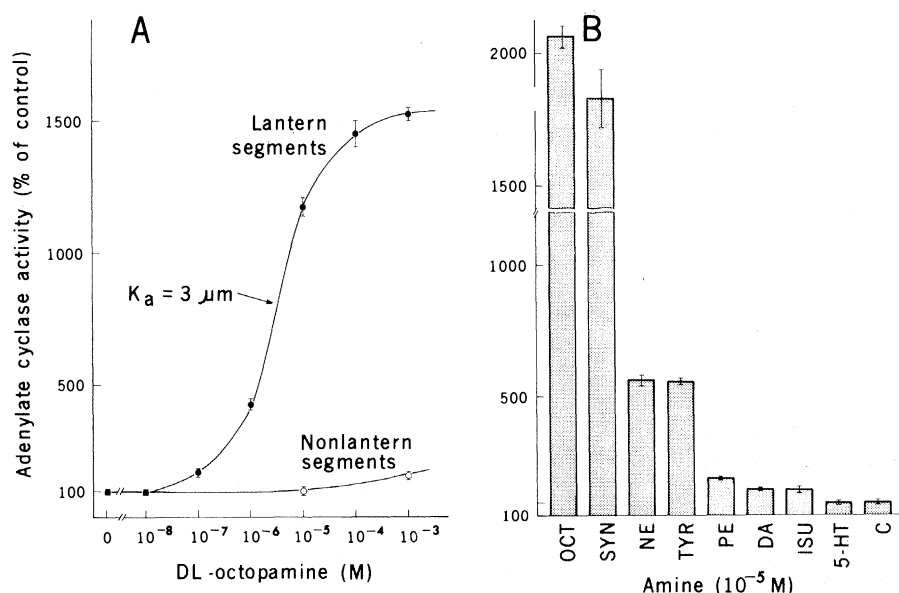 A
Adenylate cyclase activity (% of control)
1500
1000
500
100
Lantern
segments
Ka = 3 μm
Nonlantern
segments
0 10−8 10−7 10−6 10−5 10−4 10−3
DL-octopamine (M)
B
2000
1500
1000
500
100
OCT SYN NE TYR PE DA ISU 5-HT C
Amine (10−5 M)